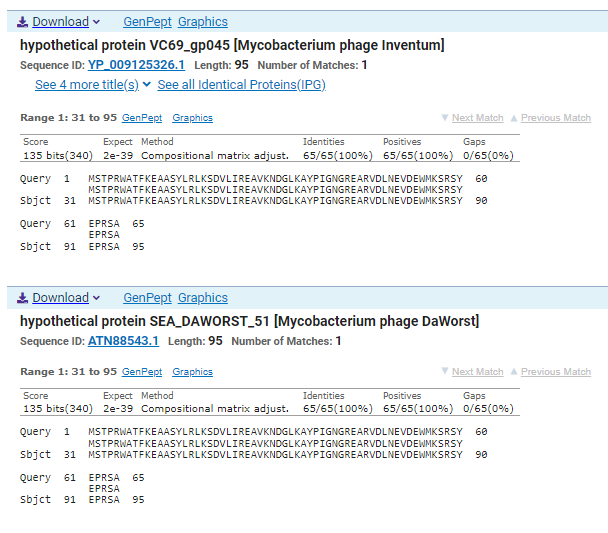 Download GenPept Graphics
hypothetical protein VC69_gp045 [Mycobacterium phage Inventum]
Sequence ID: YP_009125326.1 Length: 95 Number of Matches: 1
See 4 more title(s) See all Identical Proteins(IPG)
Range 1: 31 to 95 GenPept Graphics Next Match Previous Match
Score Expect Method Identities Positives Gaps
135 bits(340) 2e-39 Compositional matrix adjust. 65/65(100%) 65/65(100%) 0/65(0%)
Query 1 MSTPRWATFKEAASYLRLKSDVLIREAVKNDGLKAYPIGNGREARVDLNEVDEWMKSRSY 60
MSTPRWATFKEAASYLRLKSDVLIREAVKNDGLKAYPIGNGREARVDLNEVDEWMKSRSY
Sbjct 31 MSTPRWATFKEAASYLRLKSDVLIREAVKNDGLKAYPIGNGREARVDLNEVDEWMKSRSY 90
Query 61 EPRSA 65
EPRSA
Sbjct 91 EPRSA 95
Download GenPept Graphics
hypothetical protein SEA_DAWORST_51 [Mycobacterium phage DaWorst]
Sequence ID: ATN88543.1 Length: 95 Number of Matches: 1
Range 1: 31 to 95 GenPept Graphics Next Match Previous Match
Score Expect Method Identities Positives Gaps
135 bits(340) 2e-39 Compositional matrix adjust. 65/65(100%) 65/65(100%) 0/65(0%)
Query 1 MSTPRWATFKEAASYLRLKSDVLIREAVKNDGLKAYPIGNGREARVDLNEVDEWMKSRSY 60
MSTPRWATFKEAASYLRLKSDVLIREAVKNDGLKAYPIGNGREARVDLNEVDEWMKSRSY
Sbjct 31 MSTPRWATFKEAASYLRLKSDVLIREAVKNDGLKAYPIGNGREARVDLNEVDEWMKSRSY 90
Query 61 EPRSA 65
EPRSA
Sbjct 91 EPRSA 95